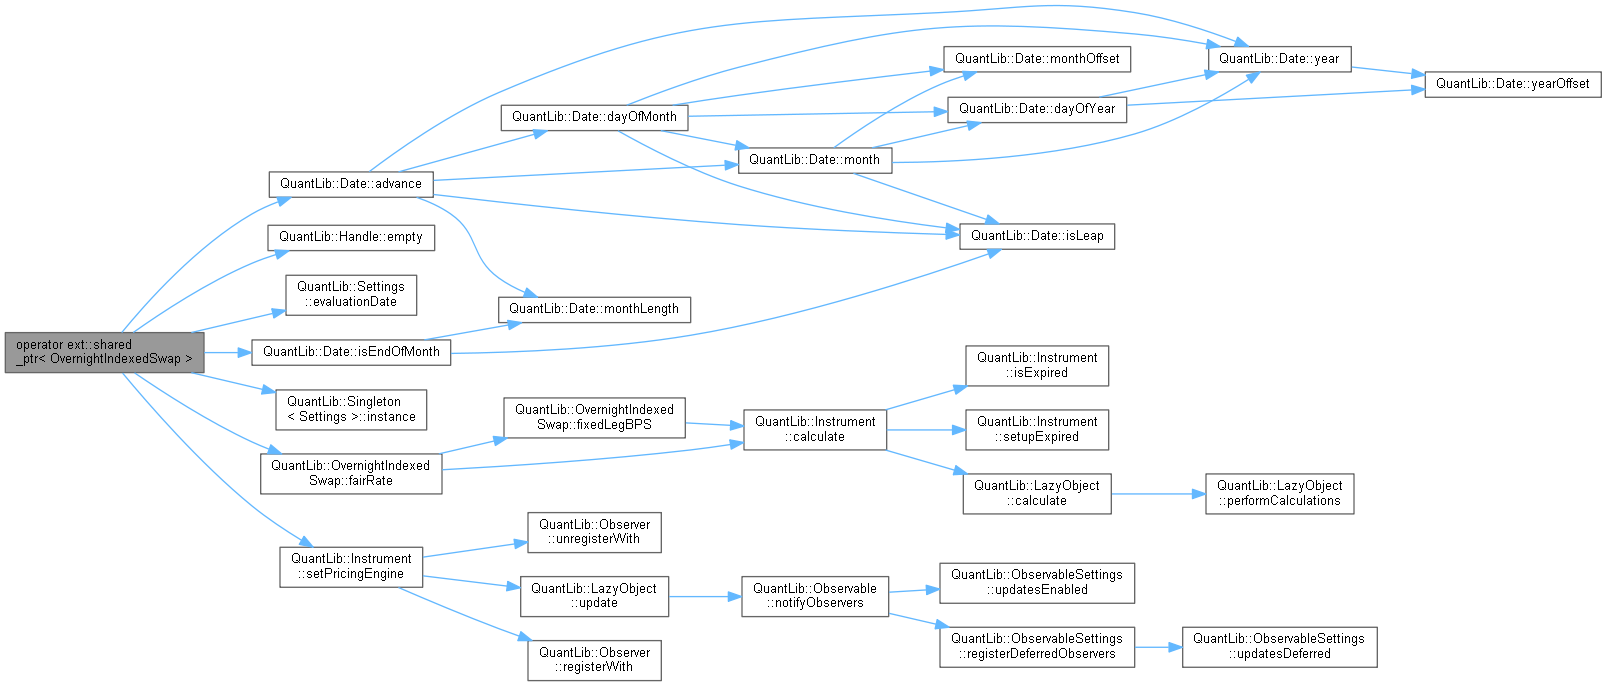 operator ext::shared
_ptr< OvernightIndexedSwap >
QuantLib::Date::advance
QuantLib::Handle::empty
QuantLib::Settings
::evaluationDate
QuantLib::Date::isEndOfMonth
QuantLib::Singleton
< Settings >::instance
QuantLib::OvernightIndexed
Swap::fairRate
QuantLib::Instrument
::setPricingEngine
QuantLib::Date::dayOfMonth
QuantLib::Date::monthLength
QuantLib::OvernightIndexed
Swap::fixedLegBPS
QuantLib::Observer
::unregisterWith
QuantLib::LazyObject
::update
QuantLib::Observer
::registerWith
QuantLib::Date::month
QuantLib::Instrument
::calculate
QuantLib::Observable
::notifyObservers
QuantLib::Date::monthOffset
QuantLib::Date::dayOfYear
QuantLib::Date::isLeap
QuantLib::Instrument
::isExpired
QuantLib::Instrument
::setupExpired
QuantLib::LazyObject
::calculate
QuantLib::ObservableSettings
::updatesEnabled
QuantLib::ObservableSettings
::registerDeferredObservers
QuantLib::Date::year
QuantLib::LazyObject
::performCalculations
QuantLib::ObservableSettings
::updatesDeferred
QuantLib::Date::yearOffset